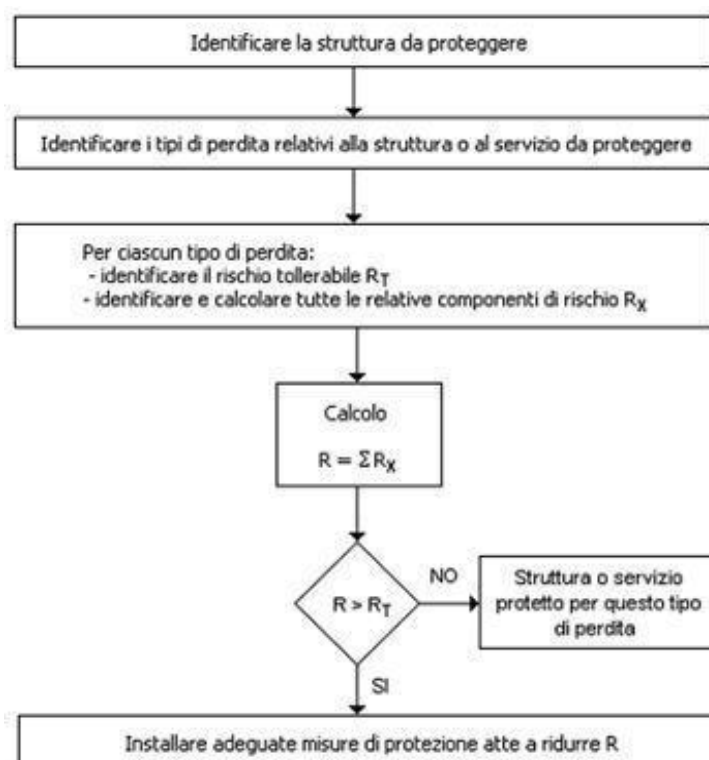 Identificare la struttura da proteggere
Identificare i tipi di perdita relativi alla struttura o al servizio da proteggere
Per ciascun tipo di perdita:
- identificare il rischio tollerabile RT
- identificare e calcolare tutte le relative componenti di rischio RX
Calcolo
R = ΣRX
R > RT
NO
Struttura o servizio
protetto per questo tipo
di perdita
SI
Installare adeguate misure di protezione atte a ridurre R